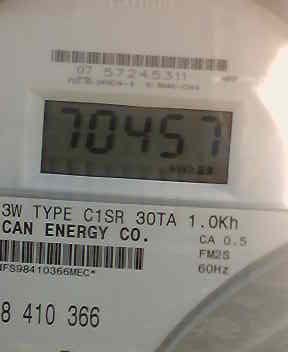 07 57245311
70457
3W TYPE C1SR 30TA 1.0Kh
CAN ENERGY CO.
CA 0.5
FM2S
60Hz
IFS98410366MEC*
8 410 366